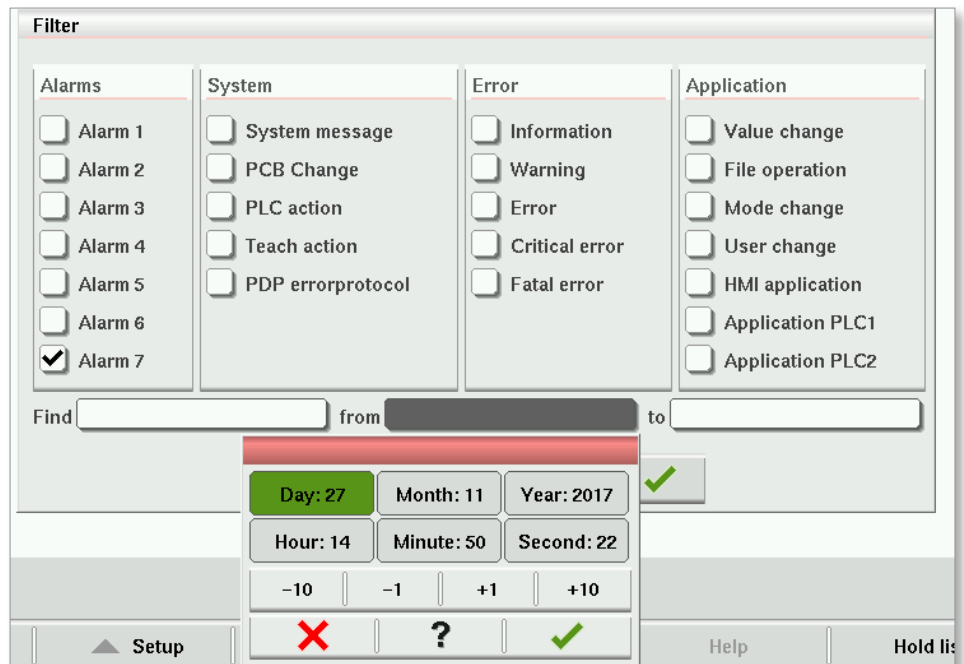 Filter
Alarms
Alarm 1
Alarm 2
Alarm 3
Alarm 4
Alarm 5
Alarm 6
Alarm 7
System
System message
PCB Change
PLC action
Teach action
PDP errorprotocol
Error
Information
Warning
Error
Critical error
Fatal error
Application
Value change
File operation
Mode change
User change
HMI application
Application PLC1
Application PLC2
Find from to
Day: 27 Month: 11 Year: 2017
Hour: 14 Minute: 50 Second: 22
-10 -1 +1 +10
?
Setup Help Hold